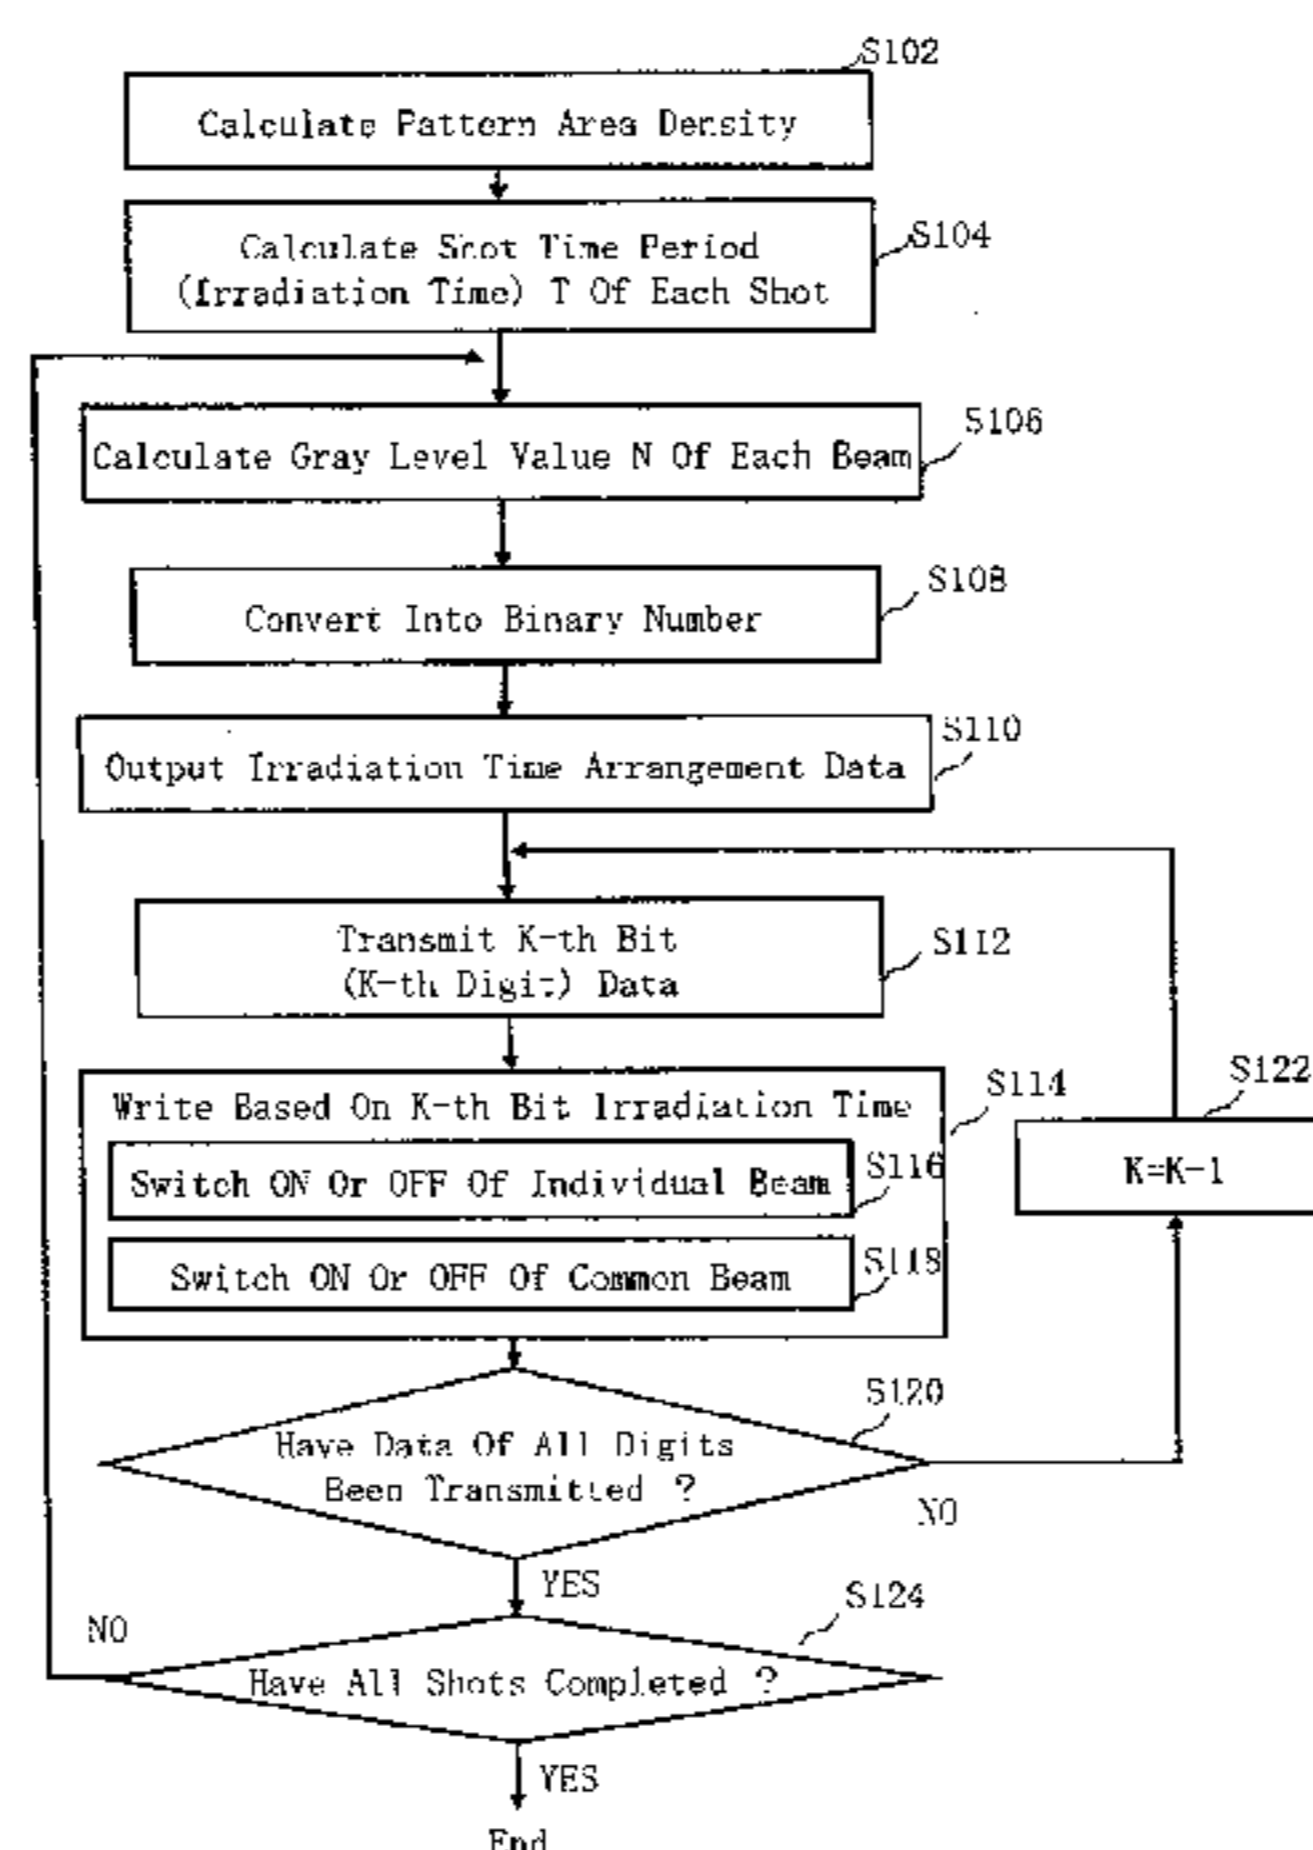 S102
Calculate Pattern Area Density
S104
Calculate Shot Time Period
(Irradiation Time) T Of Each Shot
S106
Calculate Gray Level Value N Of Each Beam
S108
Convert Into Binary Number
S110
Output Irradiation Time Arrangement Data
S112
Transmit K-th Bit
(K-th Digit) Data
S114
Write Based On K-th Bit Irradiation Time
S116
Switch ON Or OFF Of Individual Beam
S118
Switch ON Or OFF Of Common Beam
S122
K=K-1
S120
Have Data Of All Digits
Been Transmitted ?
NO
YES
S124
NO
Have All Shots Completed ?
YES
End